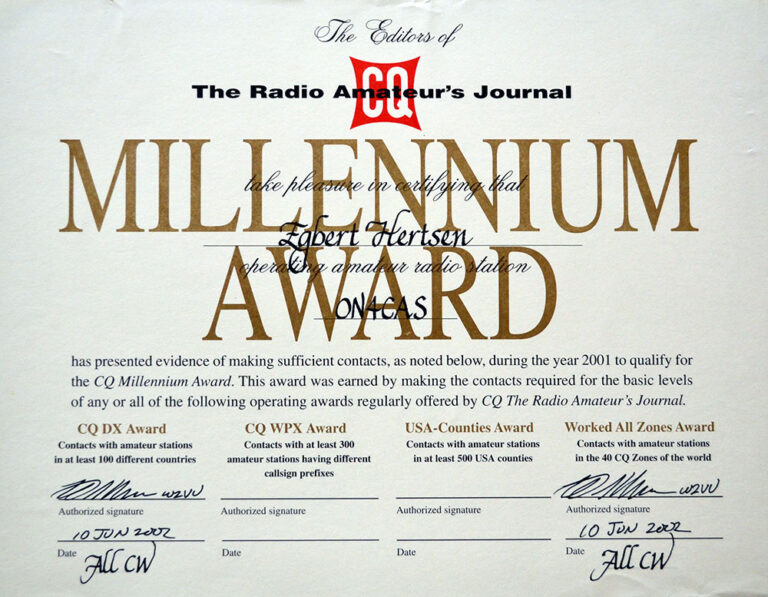 The Editors of
CQ
The Radio Amateur's Journal
MILLENNIUM
take pleasure in certifying that
Egbert Hertsen
AWARD
operating amateur radio station
ON4CAS
has presented evidence of making sufficient contacts, as noted below, during the year 2001 to qualify for
the CQ Millennium Award. This award was earned by making the contacts required for the basic levels
of any or all of the following operating awards regularly offered by CQ The Radio Amateur's Journal.
CQ DX Award
Contacts with amateur stations
in at least 100 different countries
W2VU
Authorized signature
10 JUN 2002
Date
All CW
CQ WPX Award
Contacts with at least 300
amateur stations having different
callsign prefixes
Authorized signature
Date
USA-Counties Award
Contacts with amateur stations
in at least 500 USA counties
Authorized signature
Date
Worked All Zones Award
Contacts with amateur stations
in the 40 CQ Zones of the world
W2VU
Authorized signature
10 JUN 2002
Date
All CW